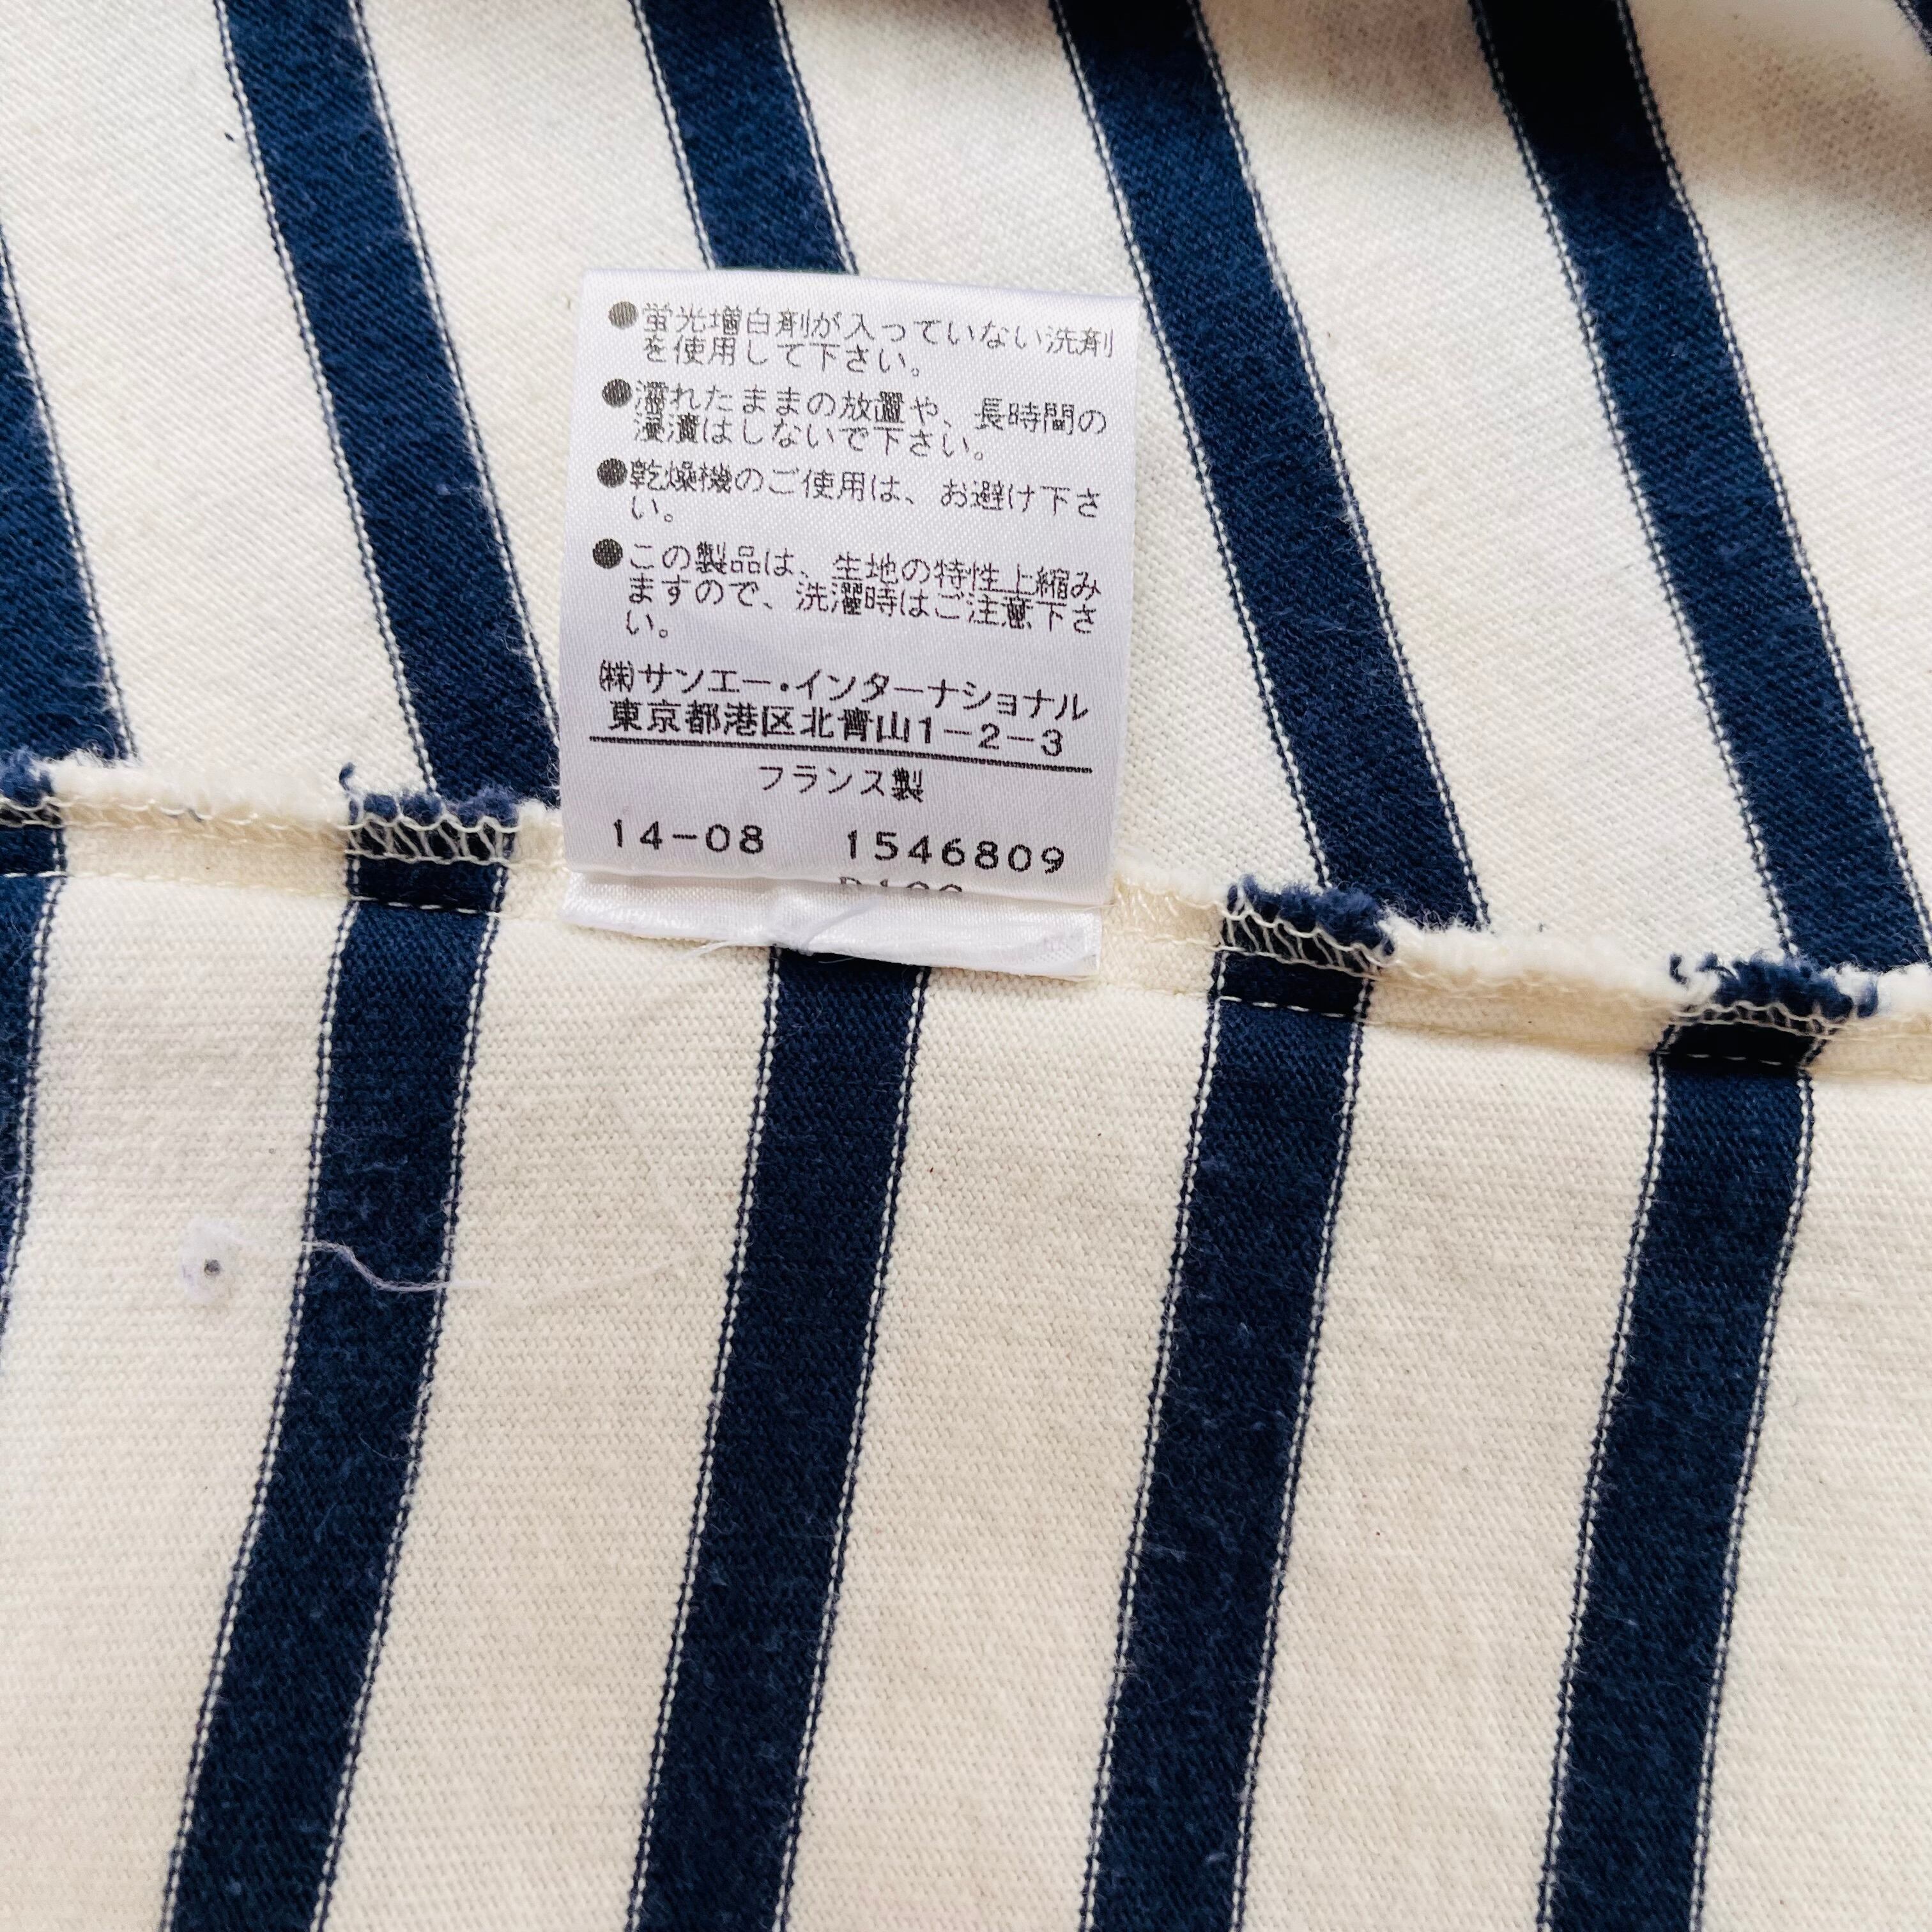 ●蛍光増白剤が入っていない洗剤
を使用して下さい。
●濡れたままの放置や、長時間の
浸漬はしないで下さい。
●乾燥機のご使用は、お避け下さ
い。
●この製品は、生地の特性上縮み
ますので、洗濯時はご注意下さ
い。
㈱サンエー・インターナショナル
東京都港区北青山1-2-3
フランス製
14-08 1546809